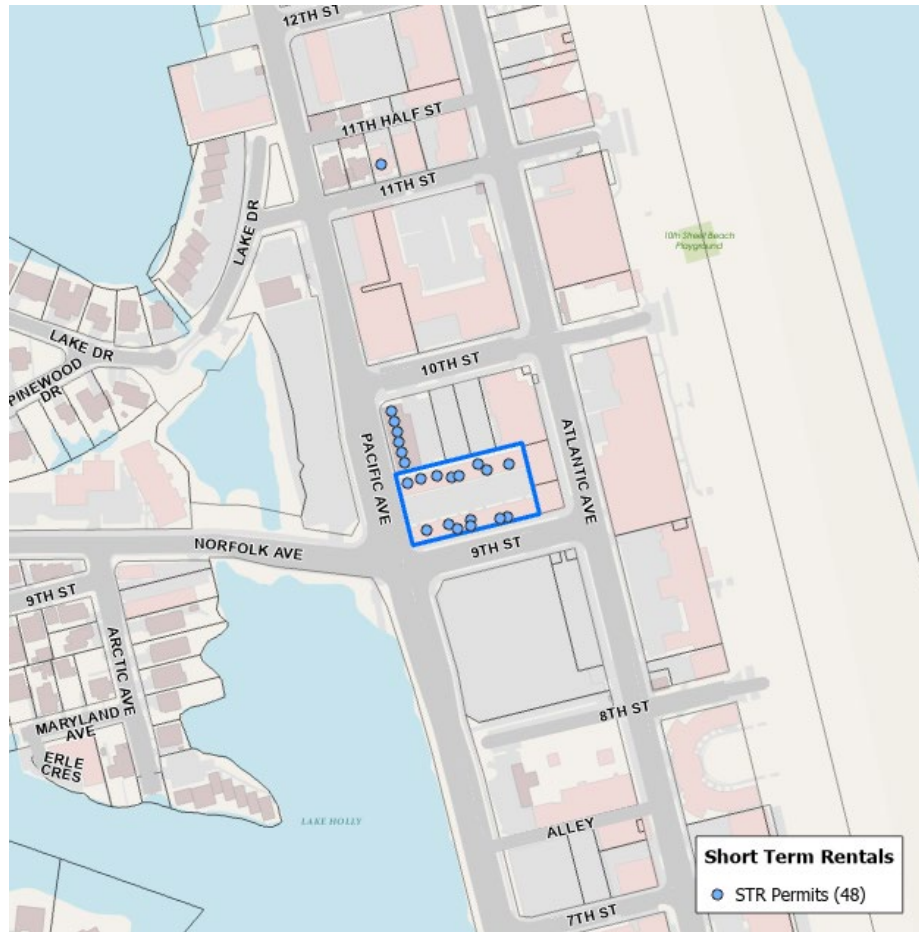 12TH ST
11TH HALF ST
11TH ST
LAKE DR
10th Street Beach
Playground
LAKE DR
PINEWOOD
DR
10TH ST
PACIFIC AVE
ATLANTIC AVE
NORFOLK AVE
9TH ST
9TH ST
ARCTIC AVE
MARYLAND
AVE
ERLE
CRES
8TH ST
LAKE HOLLY
ALLEY
7TH ST
Short Term Rentals
STR Permits (48)